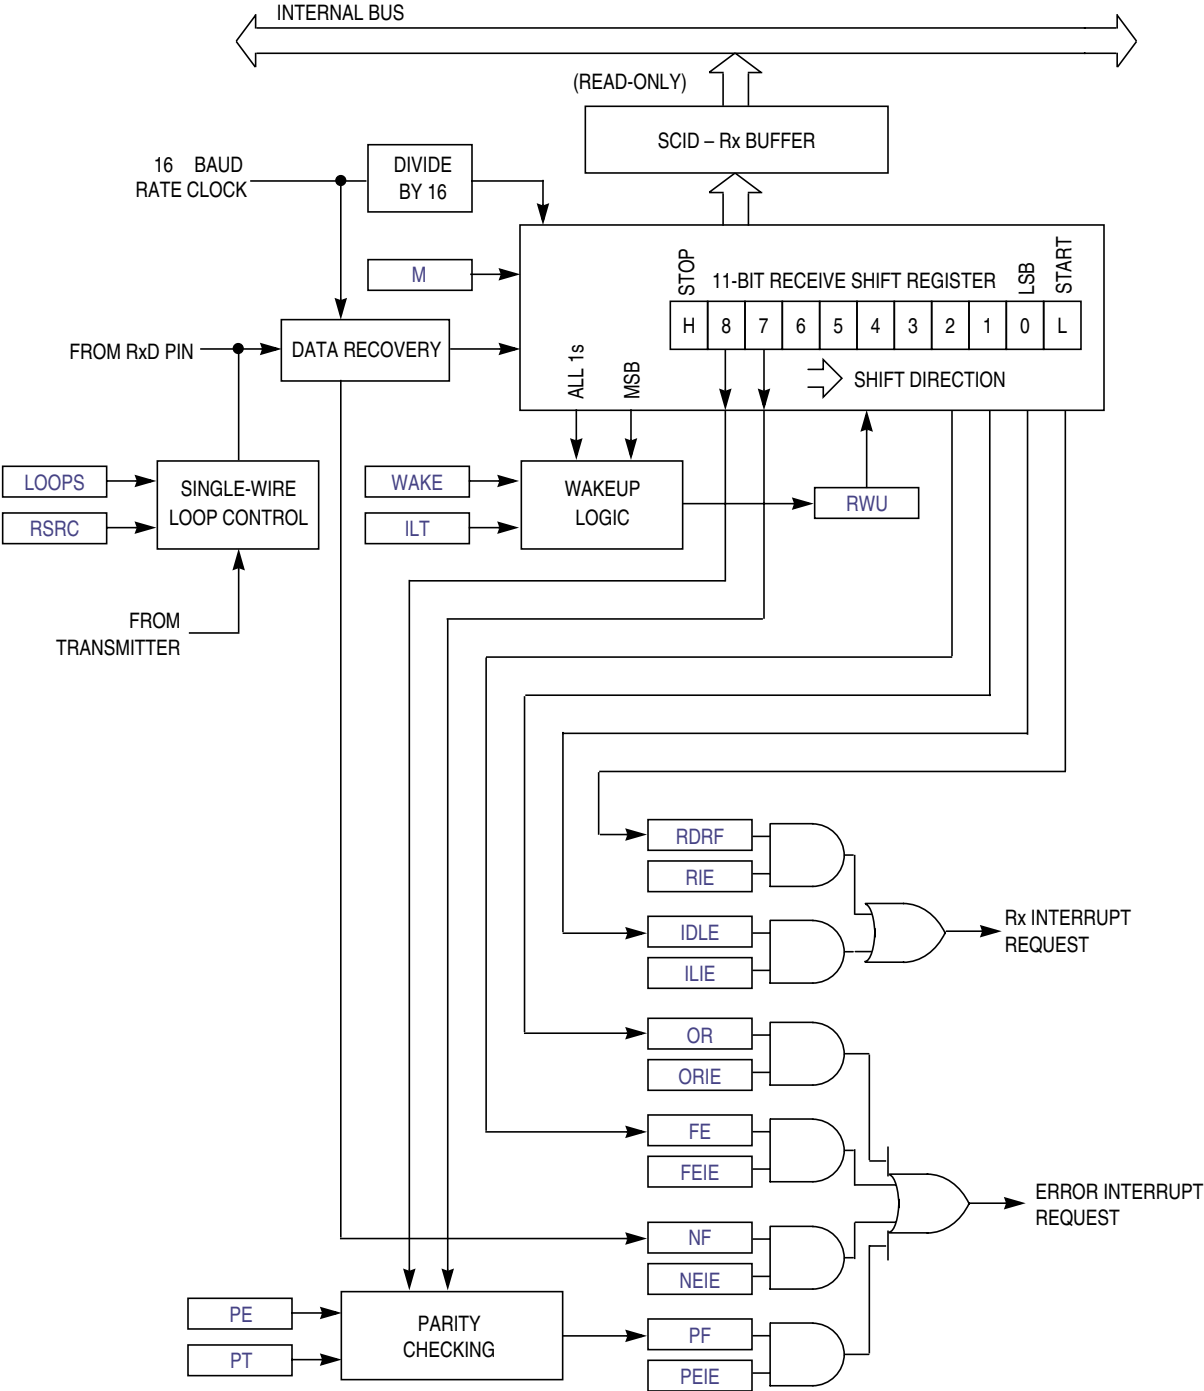 INTERNAL BUS
(READ-ONLY)
SCID – Rx BUFFER
16 BAUD
RATE CLOCK
DIVIDE
BY 16
M
STOP
11-BIT RECEIVE SHIFT REGISTER
LSB
START
H 8 7 6 5 4 3 2 1 0 L
FROM RxD PIN
DATA RECOVERY
ALL 1s
MSB
SHIFT DIRECTION
LOOPS
RSRC
SINGLE-WIRE
LOOP CONTROL
WAKE
ILT
WAKEUP
LOGIC
RWU
FROM
TRANSMITTER
RDRF
RIE
IDLE
ILIE
Rx INTERRUPT
REQUEST
OR
ORIE
FE
FEIE
ERROR INTERRUPT
REQUEST
NF
NEIE
PE
PT
PARITY
CHECKING
PF
PEIE